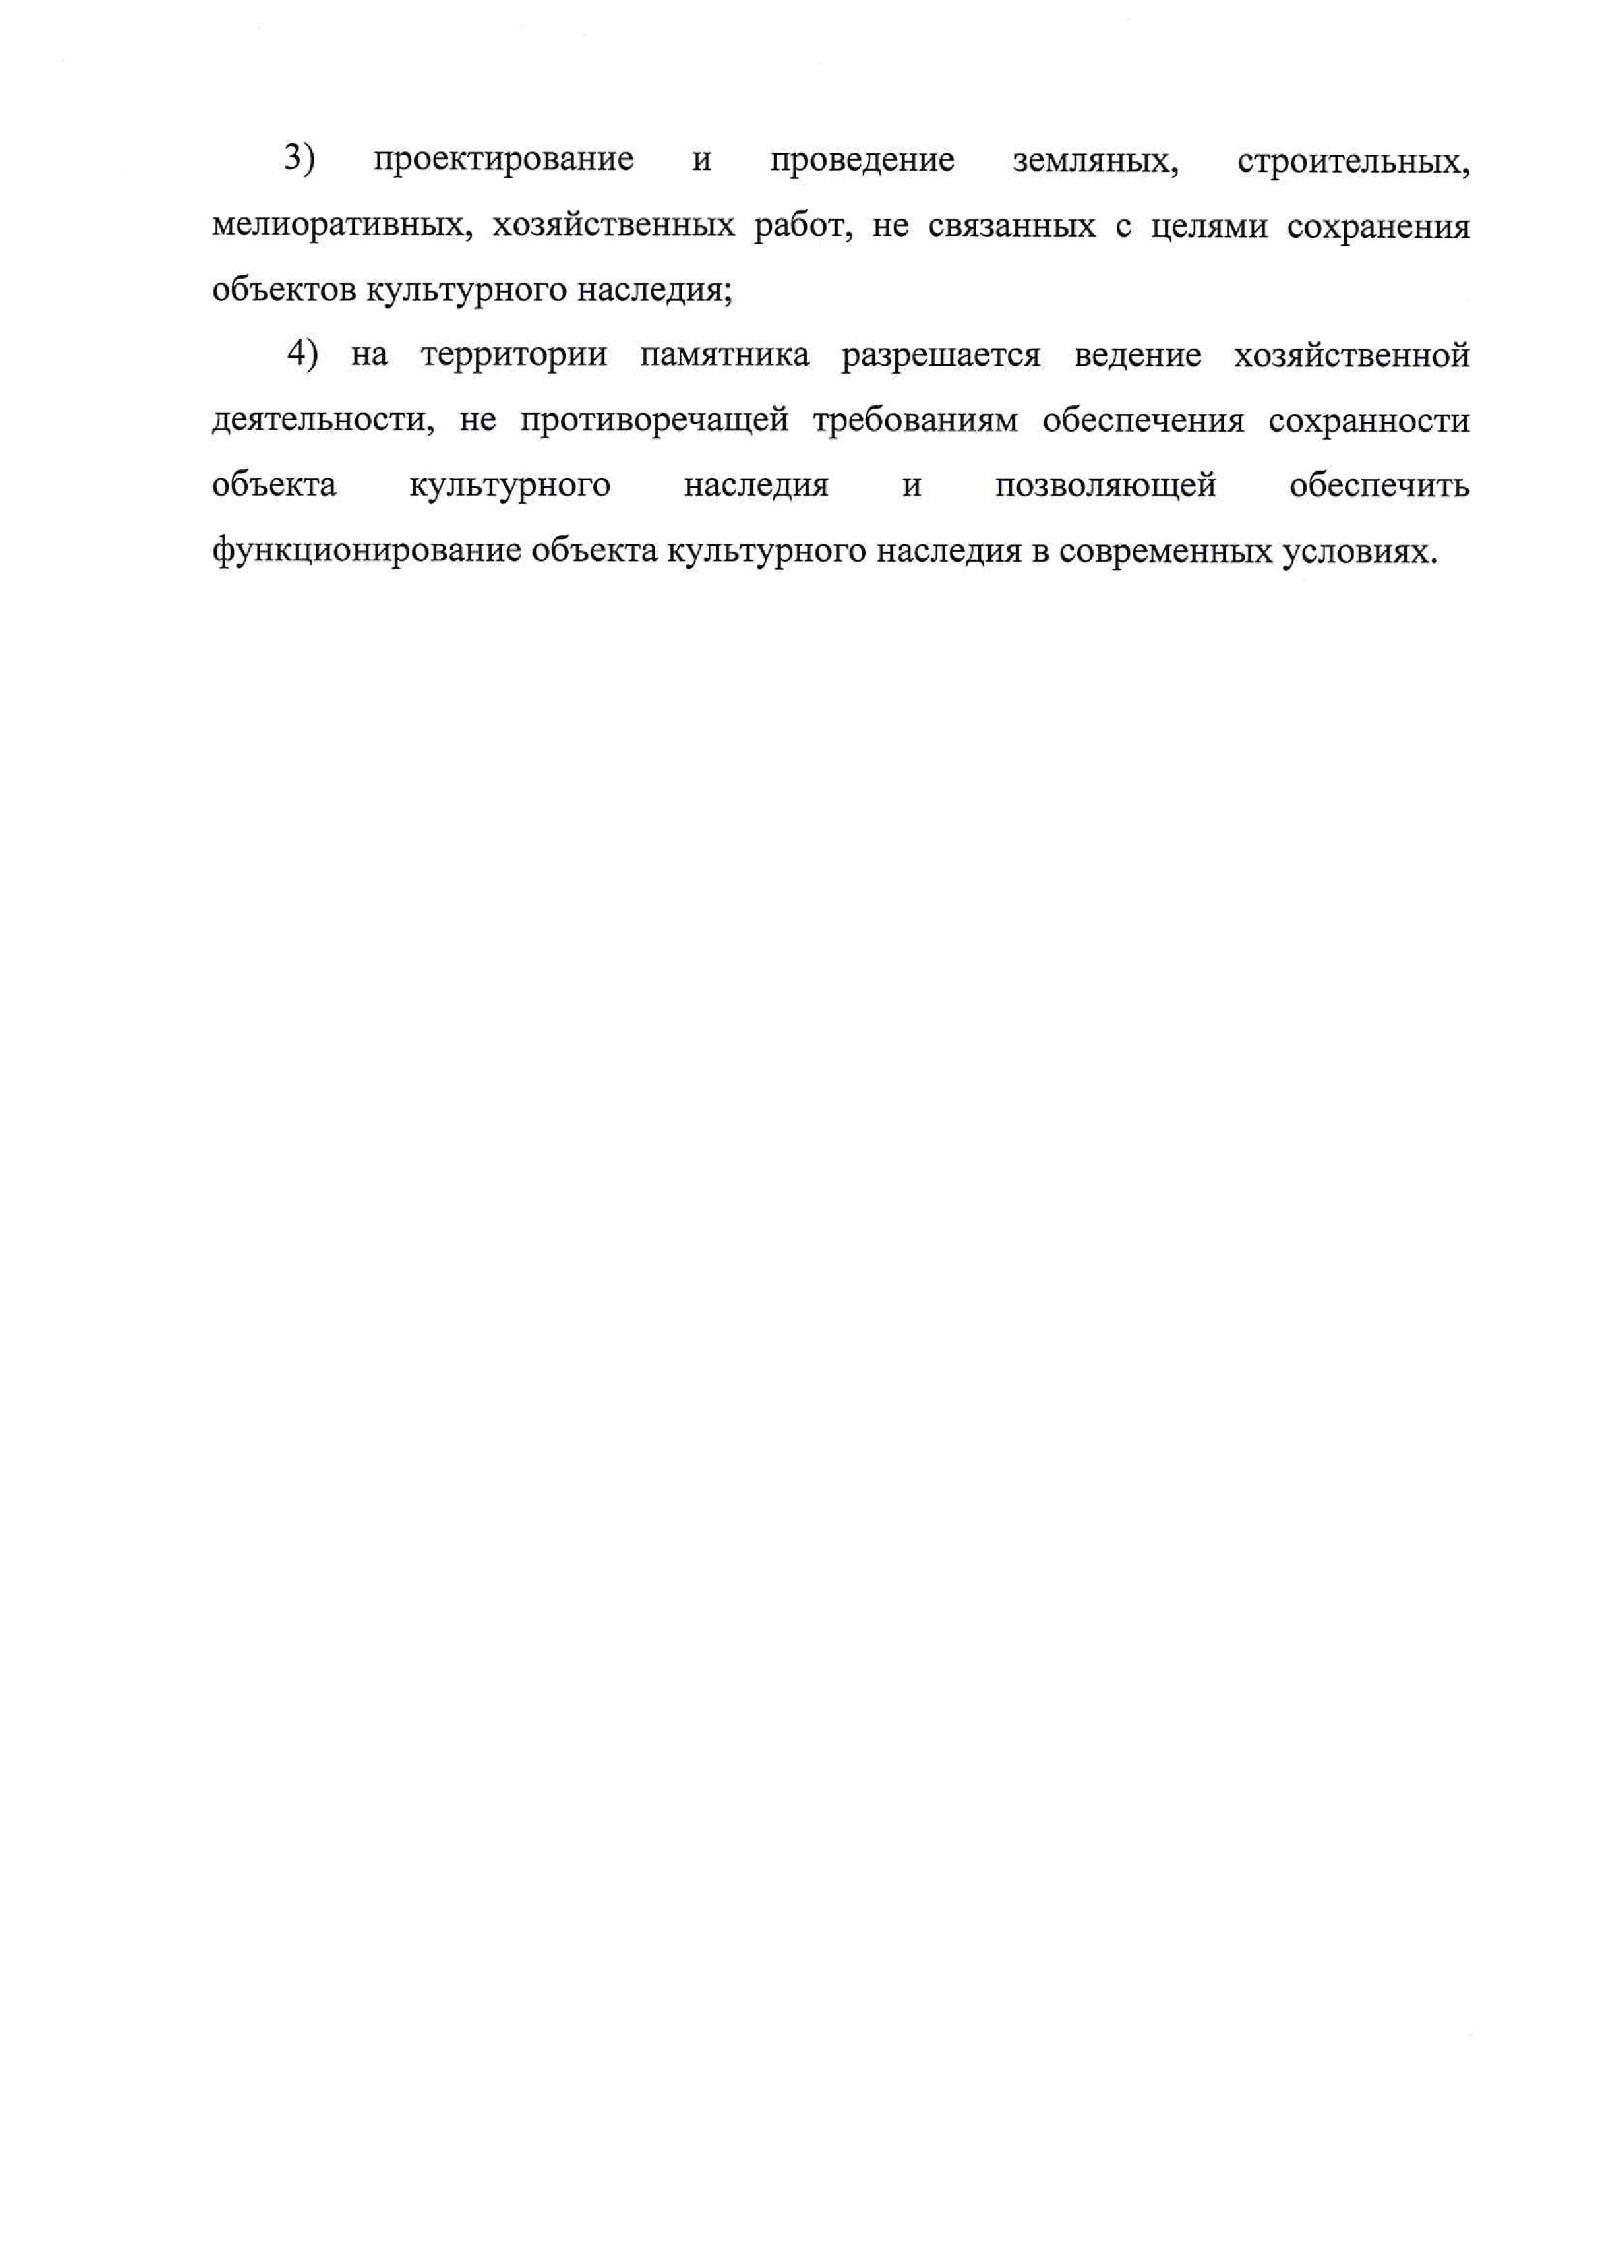 3) проектирование и проведение земляных, строительных,
мелиоративных, хозяйственных работ, не связанных с целями сохранения
объектов культурного наследия;
4) на территории памятника разрешается ведение хозяйственной
деятельности, не противоречащей требованиям обеспечения сохранности
объекта культурного наследия и позволяющей обеспечить
функционирование объекта культурного наследия в современных условиях.